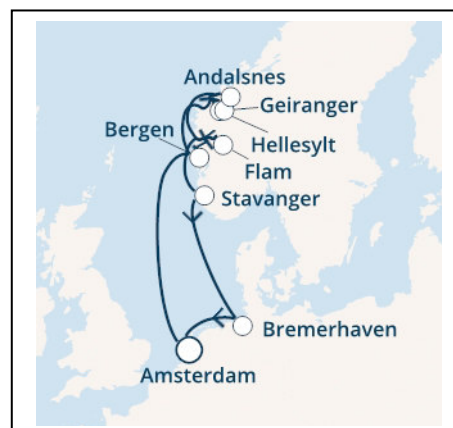 Andalsnes
Geiranger
Bergen
Hellesylt
Flam
Stavanger
Bremerhaven
Amsterdam